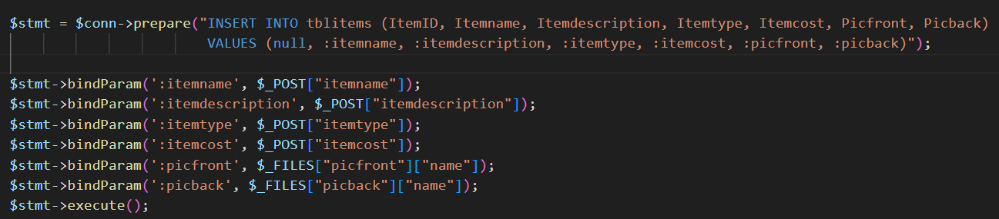 $stmt = $conn->prepare("INSERT INTO tblitems (ItemID, Itemname, Itemdescription, Itemtype, Itemcost, Picfront, Picback)
VALUES (null, :itemname, :itemdescription, :itemtype, :itemcost, :picfront, :picback)");
$stmt->bindParam(':itemname', $_POST["itemname"]);
$stmt->bindParam(':itemdescription', $_POST["itemdescription"]);
$stmt->bindParam(':itemtype', $_POST["itemtype"]);
$stmt->bindParam(':itemcost', $_POST["itemcost"]);
$stmt->bindParam(':picfront', $_FILES["picfront"]["name"]);
$stmt->bindParam(':picback', $_FILES["picback"]["name"]);
$stmt->execute();